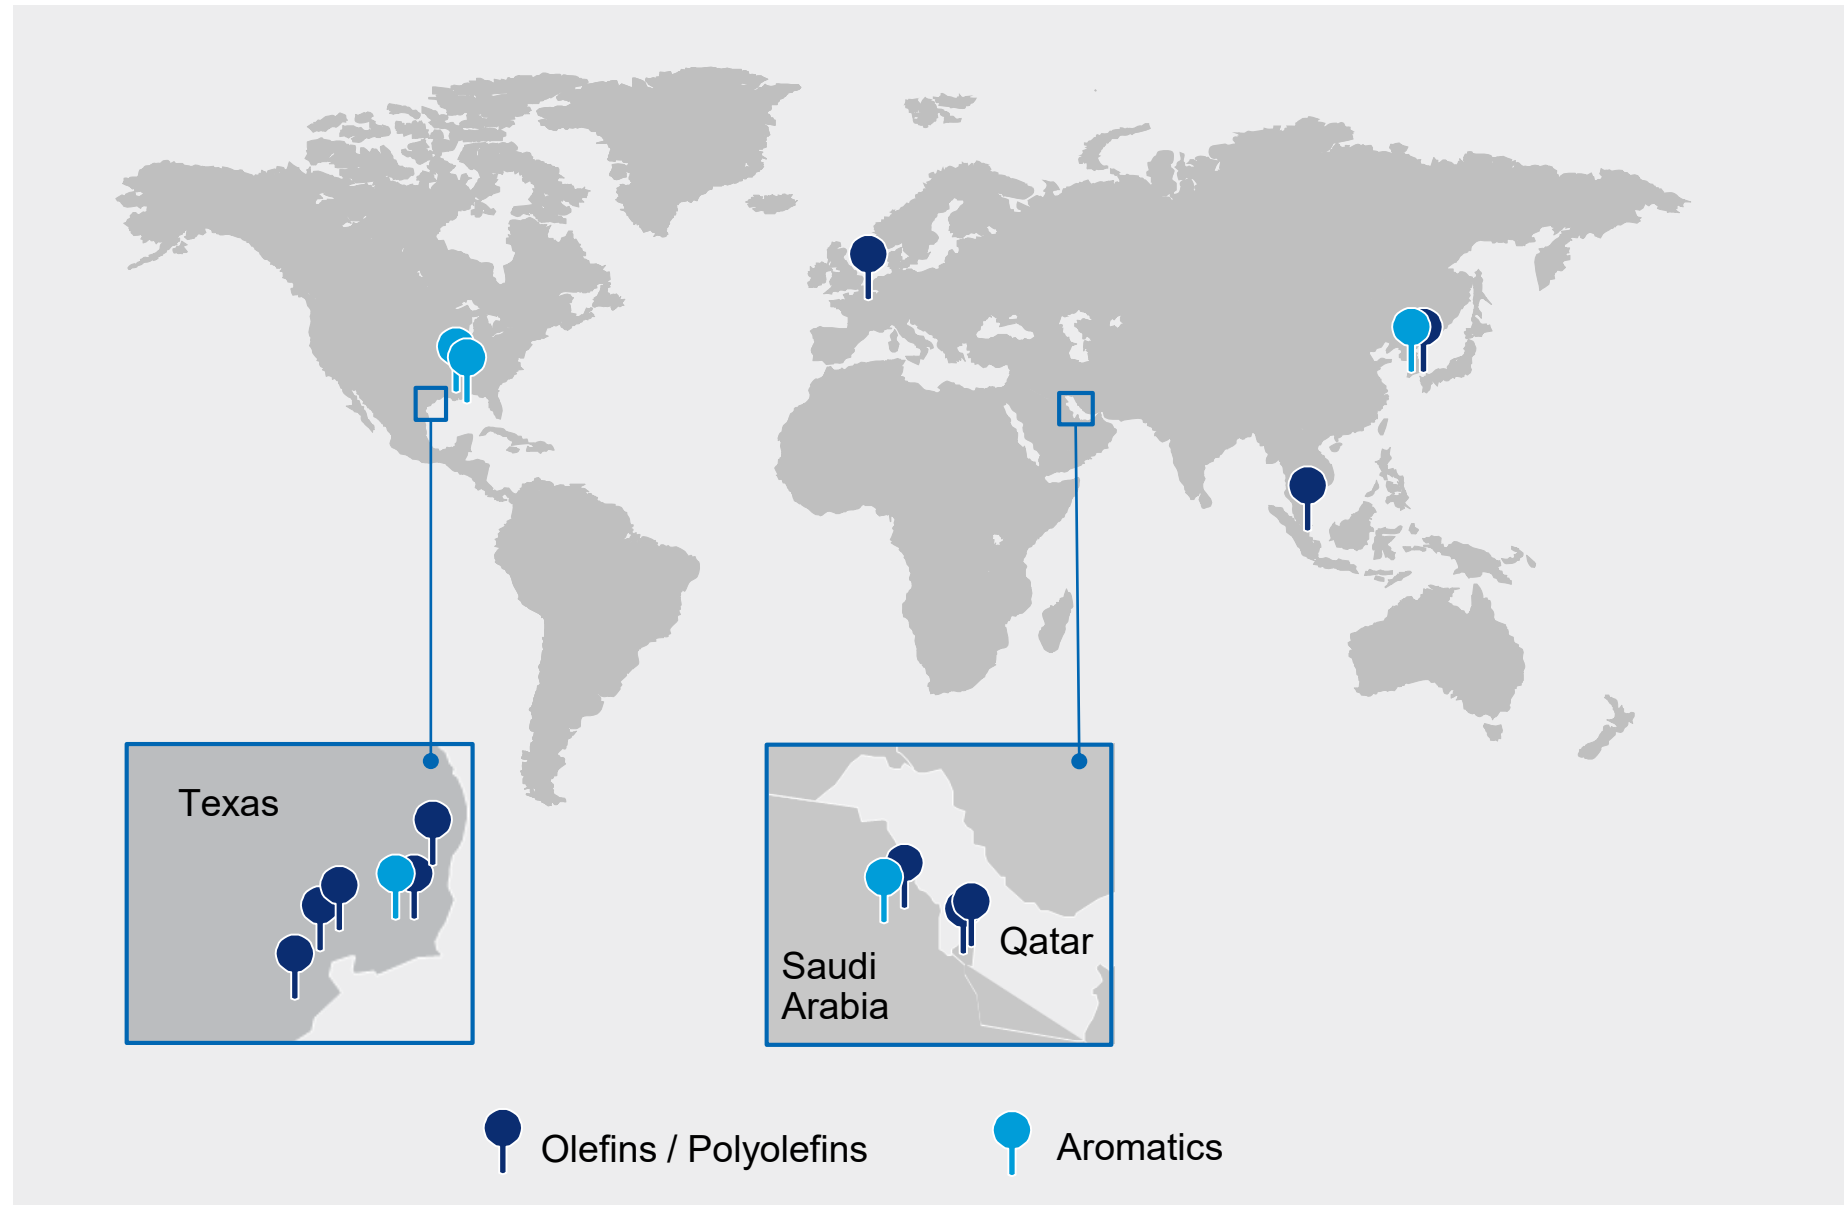 Texas
Saudi
Arabia
Qatar
Olefins / Polyolefins
Aromatics